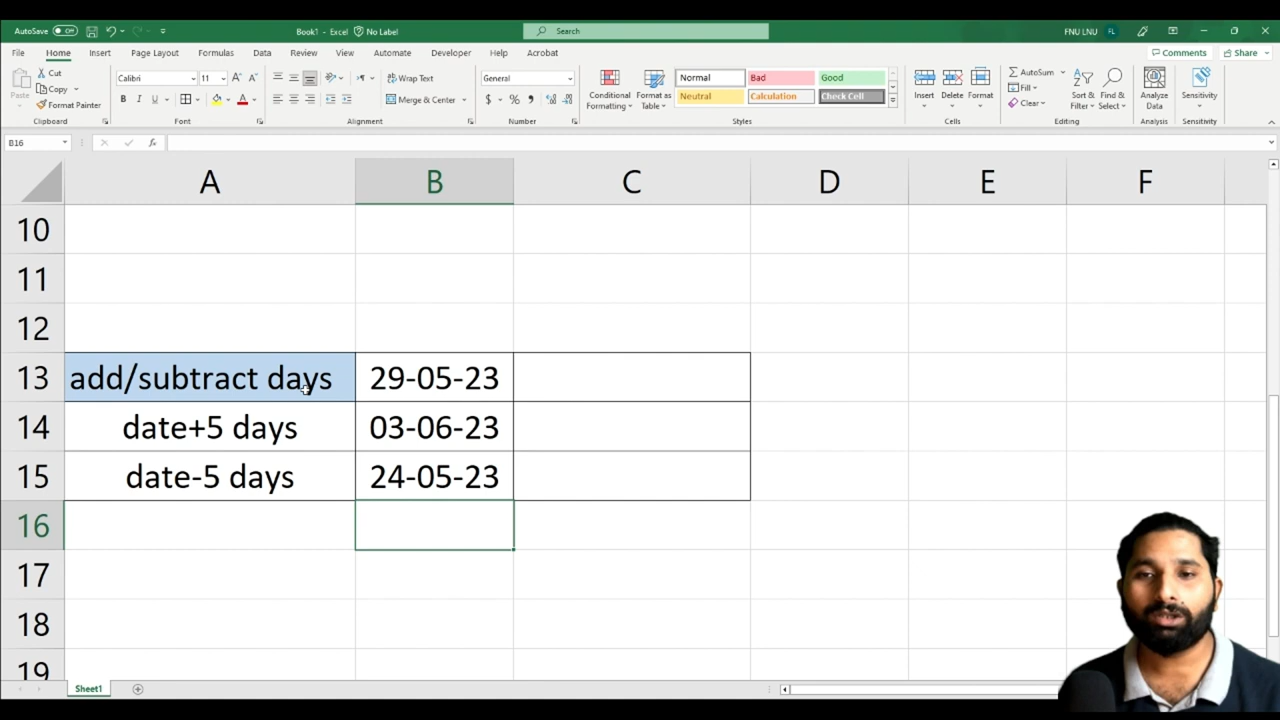 AutoSave Off Book1 - Excel No Label Search FNU LNU FL
File Home Insert Page Layout Formulas Data Review View Automate Developer Help Acrobat Comments Share
Paste Cut Copy Format Painter Clipboard
Calibri 11 A A B I U A Font
Wrap Text Merge & Center Alignment
General $ % , Number
Conditional Formatting Format as Table
Normal Bad Good
Neutral Calculation Check Cell
Styles
Insert Delete Format Cells
AutoSum Fill Clear Sort & Filter Find & Select Editing
Analyze Data Analysis
Sensitivity Sensitivity
B16 fx
A B C D E F
10
11
12
13 add/subtract days 29-05-23
14 date+5 days 03-06-23
15 date-5 days 24-05-23
16
17
18
19
Sheet1